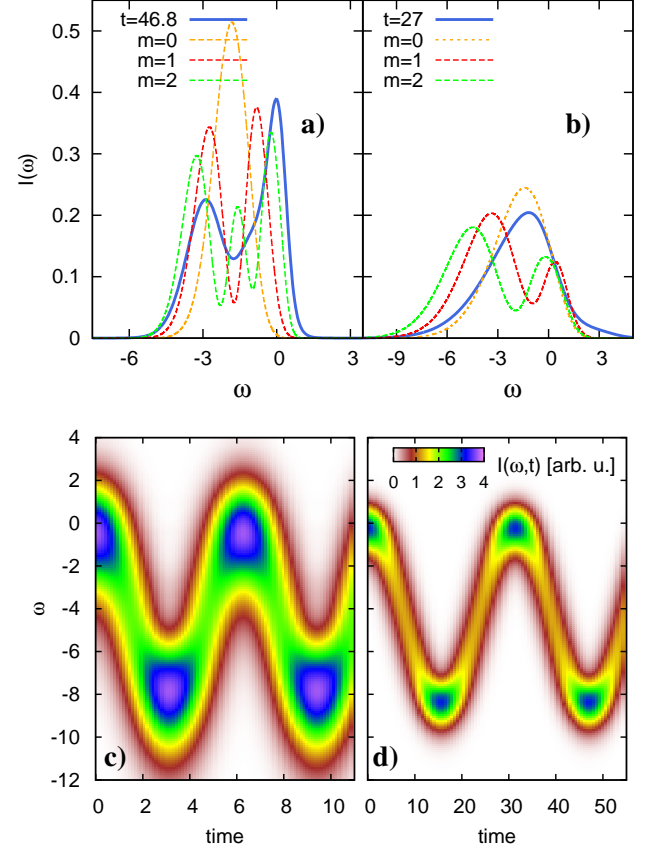 t=46.8
m=0
m=1
m=2
a)
0.5
0.4
0.3
0.2
0.1
0
I(ω)
-6
-3
0
3
ω
t=27
m=0
m=1
m=2
b)
-9
-6
-3
0
3
ω
4
2
0
-2
-4
-6
-8
-10
-12
ω
c)
0
2
4
6
8
10
time
I(ω,t) [arb. u.]
0 1 2 3 4
d)
0
10
20
30
40
50
time